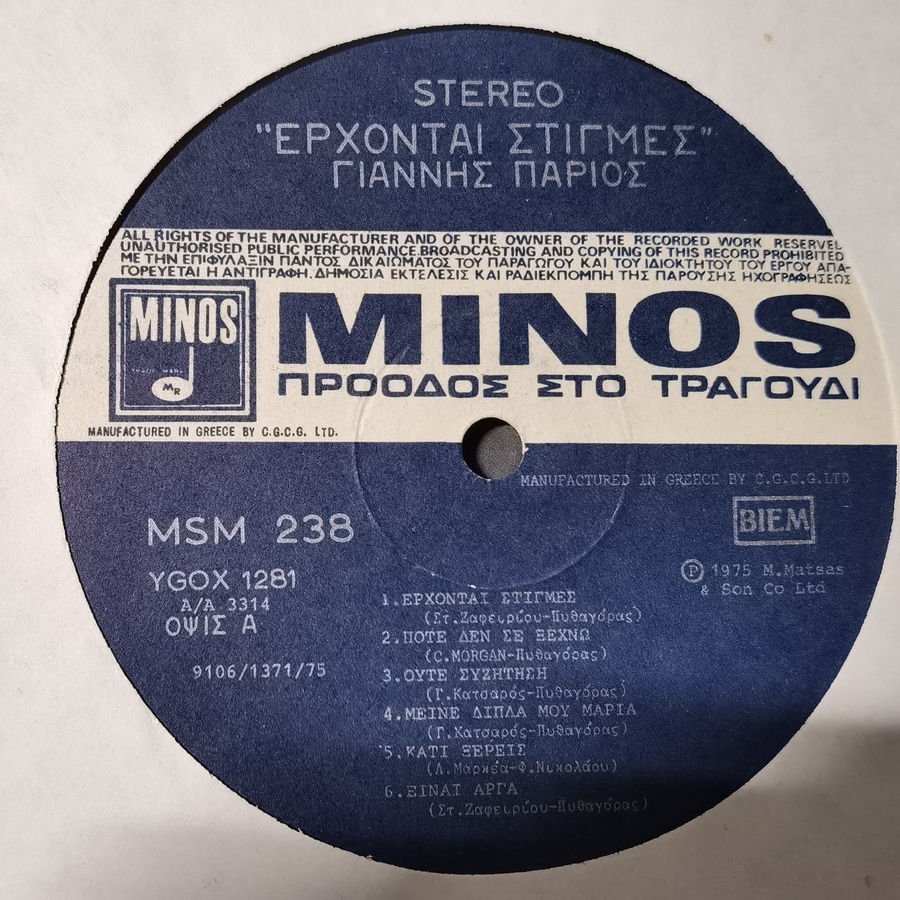 STEREO
"ΕΡΧΟΝΤΑΙ ΣΤΙΓΜΕΣ"
ΓΙΑΝΝΗΣ ΠΑΡΙΟΣ
ALL RIGHTS OF THE MANUFACTURER AND OF THE OWNER OF THE RECORDED WORK RESERVED
UNAUTHORISED PUBLIC PERFORMANCE.BROADCASTING AND COPYING OF THIS RECORD PROHIBITED
ΜΕ ΤΗΝ ΕΠΙΦΥΛΑΞΙΝ ΠΑΝΤΟΣ ΔΙΚΑΙΩΜΑΤΟΣ ΤΟΥ ΠΑΡΑΓΩΓΟΥ ΚΑΙ ΤΟΥ ΙΔΙΟΚΤΗΤΟΥ ΤΟΥ ΕΡΓΟΥ ΑΠΑ-
ΓΟΡΕΥΕΤΑΙ Η ΑΝΤΙΓΡΑΦΗ. ΔΗΜΟΣΙΑ ΕΚΤΕΛΕΣΙΣ ΚΑΙ ΡΑΔΙΕΚΠΟΜΠΗ ΤΗΣ ΠΑΡΟΥΣΗΣ ΗΧΟΓΡΑΦΗΣΕΩΣ
MINOS
TRADE MARK
MR
MINOS
ΠΡΟΟΔΟΣ ΣΤΟ ΤΡΑΓΟΥΔΙ
MANUFACTURED IN GREECE BY C.G.C.G. LTD.
MANUFACTURED IN GREECE BY C.G.C.G.LTD
MSM 238
BIEM
YGOX 1281
A/A 3314
ΟΨΙΣ Α
℗ 1975 M.Matsas
& Son Co Ltd
9106/1371/75
1.ΕΡΧΟΝΤΑΙ ΣΤΙΓΜΕΣ
(Στ.Ζαφειρίου-Πυθαγόρας)
2.ΠΟΤΕ ΔΕΝ ΣΕ ΞΕΧΝΩ
(C.MORGAN-Πυθαγόρας)
3.ΟΥΤΕ ΣΥΖΗΤΗΣΗ
(Γ.Κατσαρός-Πυθαγόρας)
4.ΜΕΙΝΕ ΔΙΠΛΑ ΜΟΥ ΜΑΡΙΑ
(Γ.Κατσαρός-Πυθαγόρας)
5.ΚΑΤΙ ΞΕΡΕΙΣ
(Λ.Μαρκέα-Φ.Νικολάου)
6.ΕΙΝΑΙ ΑΡΓΑ
(Στ.Ζαφειρίου-Πυθαγόρας)